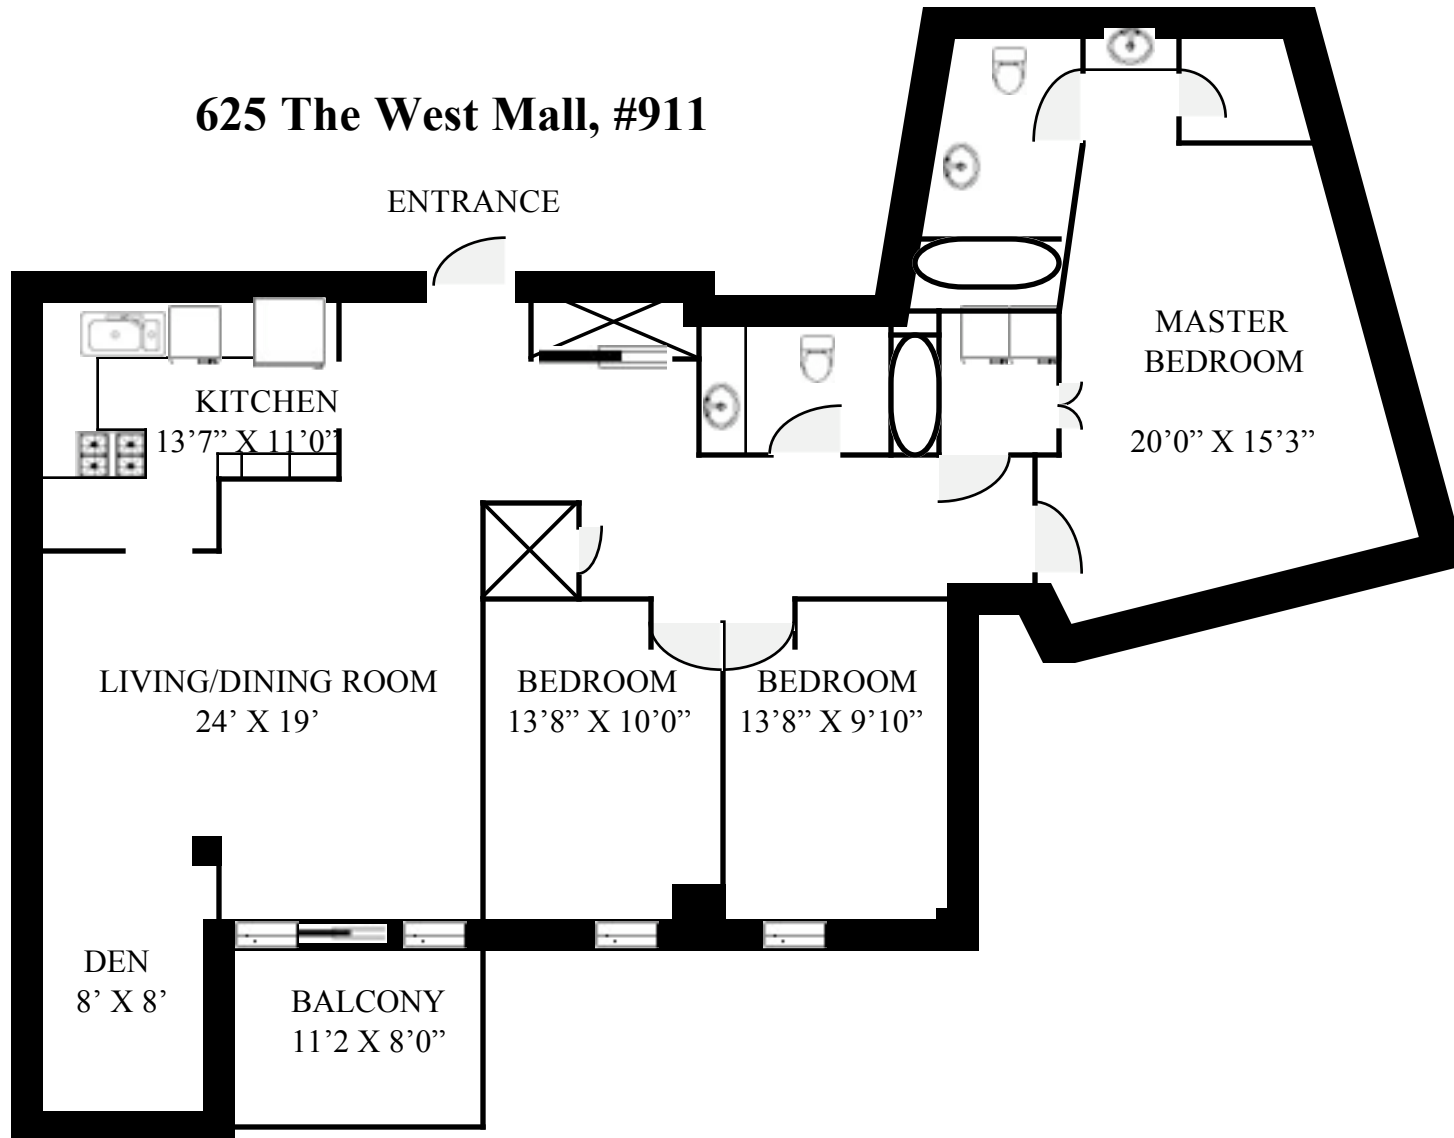 625 The West Mall, #911
ENTRANCE
KITCHEN
13’7” X 11’0”
MASTER
BEDROOM
20’0” X 15’3”
LIVING/DINING ROOM
24’ X 19’
BEDROOM
13’8” X 10’0”
BEDROOM
13’8” X 9’10”
DEN
8’ X 8’
BALCONY
11’2 X 8’0”